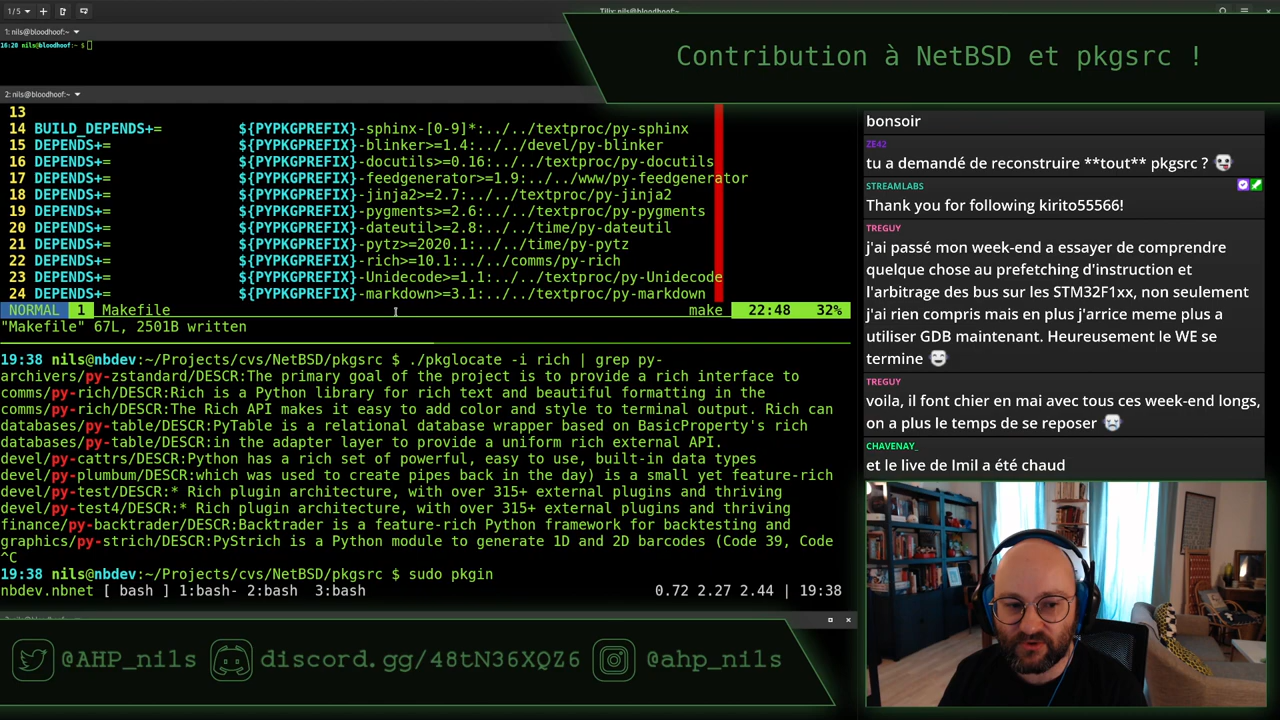 1/5
Tilix: nils@bloodhoof:~
1: nils@bloodhoof:~
16:20 nils@bloodhoof:~ $
2: nils@bloodhoof:~
Contribution à NetBSD et pkgsrc !
13
14 BUILD_DEPENDS+= ${PYPKGPREFIX}-sphinx-[0-9]*:../../textproc/py-sphinx
15 DEPENDS+= ${PYPKGPREFIX}-blinker>=1.4:../../devel/py-blinker
16 DEPENDS+= ${PYPKGPREFIX}-docutils>=0.16:../../textproc/py-docutils
17 DEPENDS+= ${PYPKGPREFIX}-feedgenerator>=1.9:../../www/py-feedgenerator
18 DEPENDS+= ${PYPKGPREFIX}-jinja2>=2.7:../../textproc/py-jinja2
19 DEPENDS+= ${PYPKGPREFIX}-pygments>=2.6:../../textproc/py-pygments
20 DEPENDS+= ${PYPKGPREFIX}-dateutil>=2.8:../../time/py-dateutil
21 DEPENDS+= ${PYPKGPREFIX}-pytz>=2020.1:../../time/py-pytz
22 DEPENDS+= ${PYPKGPREFIX}-rich>=10.1:../../comms/py-rich
23 DEPENDS+= ${PYPKGPREFIX}-Unidecode>=1.1:../../textproc/py-Unidecode
24 DEPENDS+= ${PYPKGPREFIX}-markdown>=3.1:../../textproc/py-markdown
NORMAL 1 Makefile make 22:48 32%
"Makefile" 67L, 2501B written
19:38 nils@nbdev:~/Projects/cvs/NetBSD/pkgsrc $ ./pkglocate -i rich | grep py-
archivers/py-zstandard/DESCR:The primary goal of the project is to provide a rich interface to
comms/py-rich/DESCR:Rich is a Python library for rich text and beautiful formatting in the
comms/py-rich/DESCR:The Rich API makes it easy to add color and style to terminal output. Rich can
databases/py-table/DESCR:PyTable is a relational database wrapper based on BasicProperty's rich
databases/py-table/DESCR:in the adapter layer to provide a uniform rich external API.
devel/py-cattrs/DESCR:Python has a rich set of powerful, easy to use, built-in data types
devel/py-plumbum/DESCR:which was used to create pipes back in the day) is a small yet feature-rich
devel/py-test/DESCR:* Rich plugin architecture, with over 315+ external plugins and thriving
devel/py-test4/DESCR:* Rich plugin architecture, with over 315+ external plugins and thriving
finance/py-backtrader/DESCR:Backtrader is a feature-rich Python framework for backtesting and
graphics/py-strich/DESCR:PyStrich is a Python module to generate 1D and 2D barcodes (Code 39, Code
^C
19:38 nils@nbdev:~/Projects/cvs/NetBSD/pkgsrc $ sudo pkgin
nbdev.nbnet [ bash ] 1:bash- 2:bash 3:bash 0.72 2.27 2.44 | 19:38
bonsoir
ZE42
tu a demandé de reconstruire **tout** pkgsrc ?
STREAMLABS
Thank you for following kirito55566!
TREGUY
j'ai passé mon week-end a essayer de comprendre
quelque chose au prefetching d'instruction et
l'arbitrage des bus sur les STM32F1xx, non seulement
j'ai rien compris mais en plus j'arrice meme plus a
utiliser GDB maintenant. Heureusement le WE se
termine
TREGUY
voila, il font chier en mai avec tous ces week-end longs,
on a plus le temps de se reposer
CHAVENAY_
et le live de Imil a été chaud
@AHP_nils
discord.gg/48tN36XQZ6
@ahp_nils